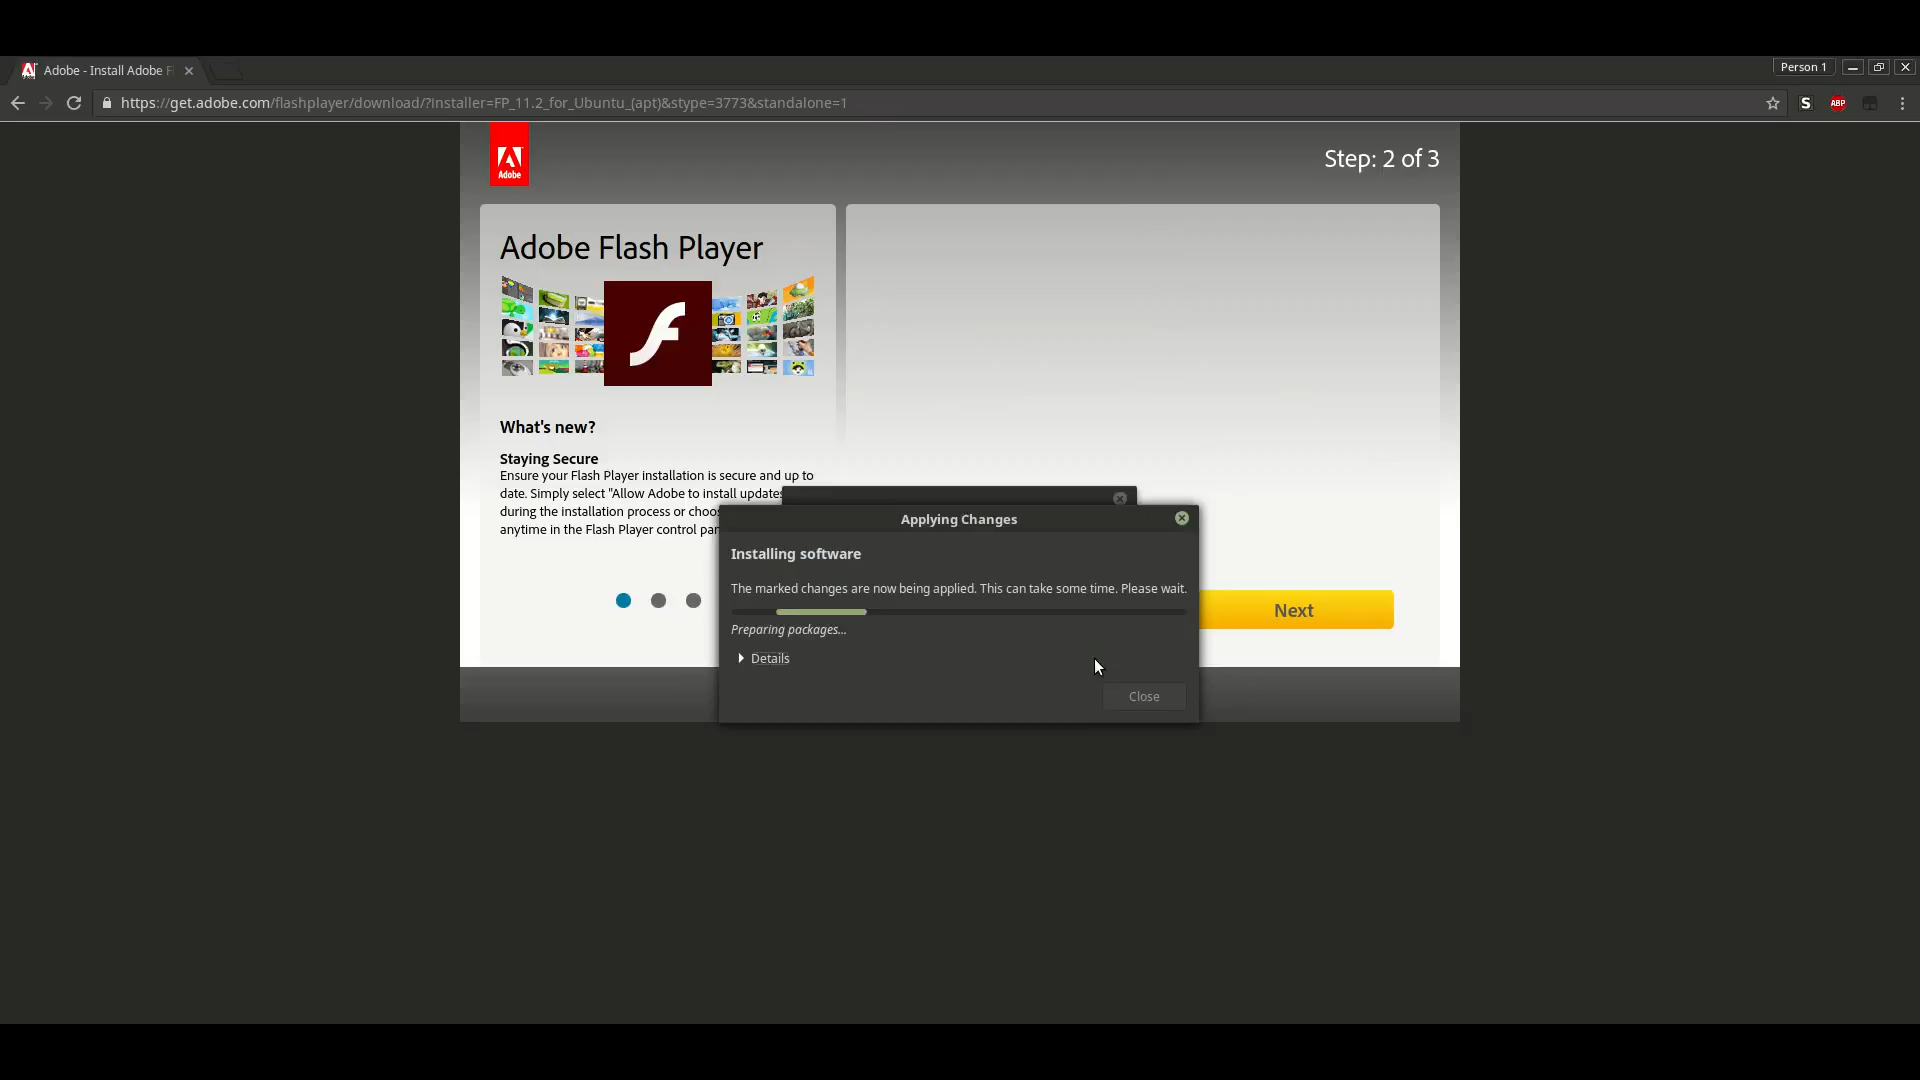 Adobe - Install Adobe F
Person 1
https://get.adobe.com/flashplayer/download/?installer=FP_11.2_for_Ubuntu_(apt)&stype=3773&standalone=1
S
ABP
Adobe
Step: 2 of 3
Adobe Flash Player
What's new?
Staying Secure
Ensure your Flash Player installation is secure and up to
date. Simply select "Allow Adobe to install updates
during the installation process or choo
anytime in the Flash Player control pan
Applying Changes
Installing software
The marked changes are now being applied. This can take some time. Please wait.
Preparing packages...
Details
Close
Next